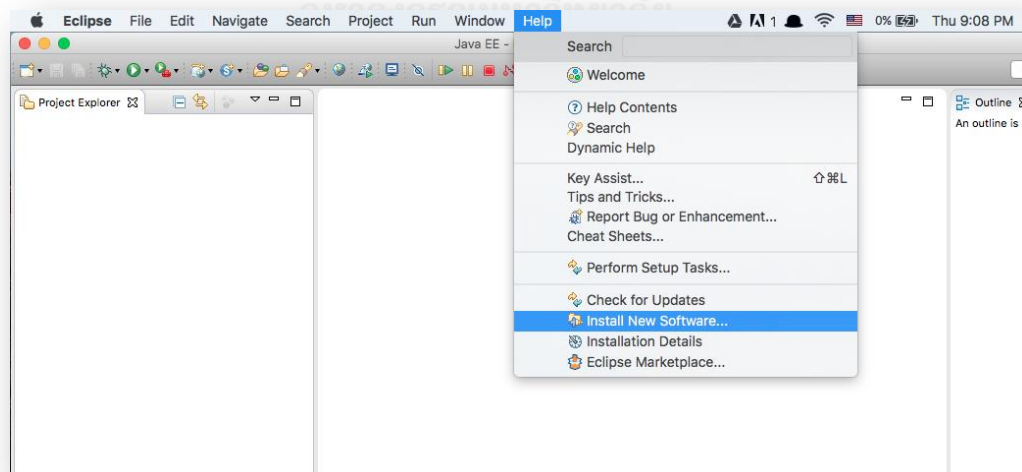 Eclipse File Edit Navigate Search Project Run Window Help 1 0% Thu 9:08 PM
Java EE -
Search
Project Explorer
Welcome
Outline
Help Contents
An outline is
Search
Dynamic Help
Key Assist... ⇧⌘L
Tips and Tricks...
Report Bug or Enhancement...
Cheat Sheets...
Perform Setup Tasks...
Check for Updates
Install New Software...
Installation Details
Eclipse Marketplace...